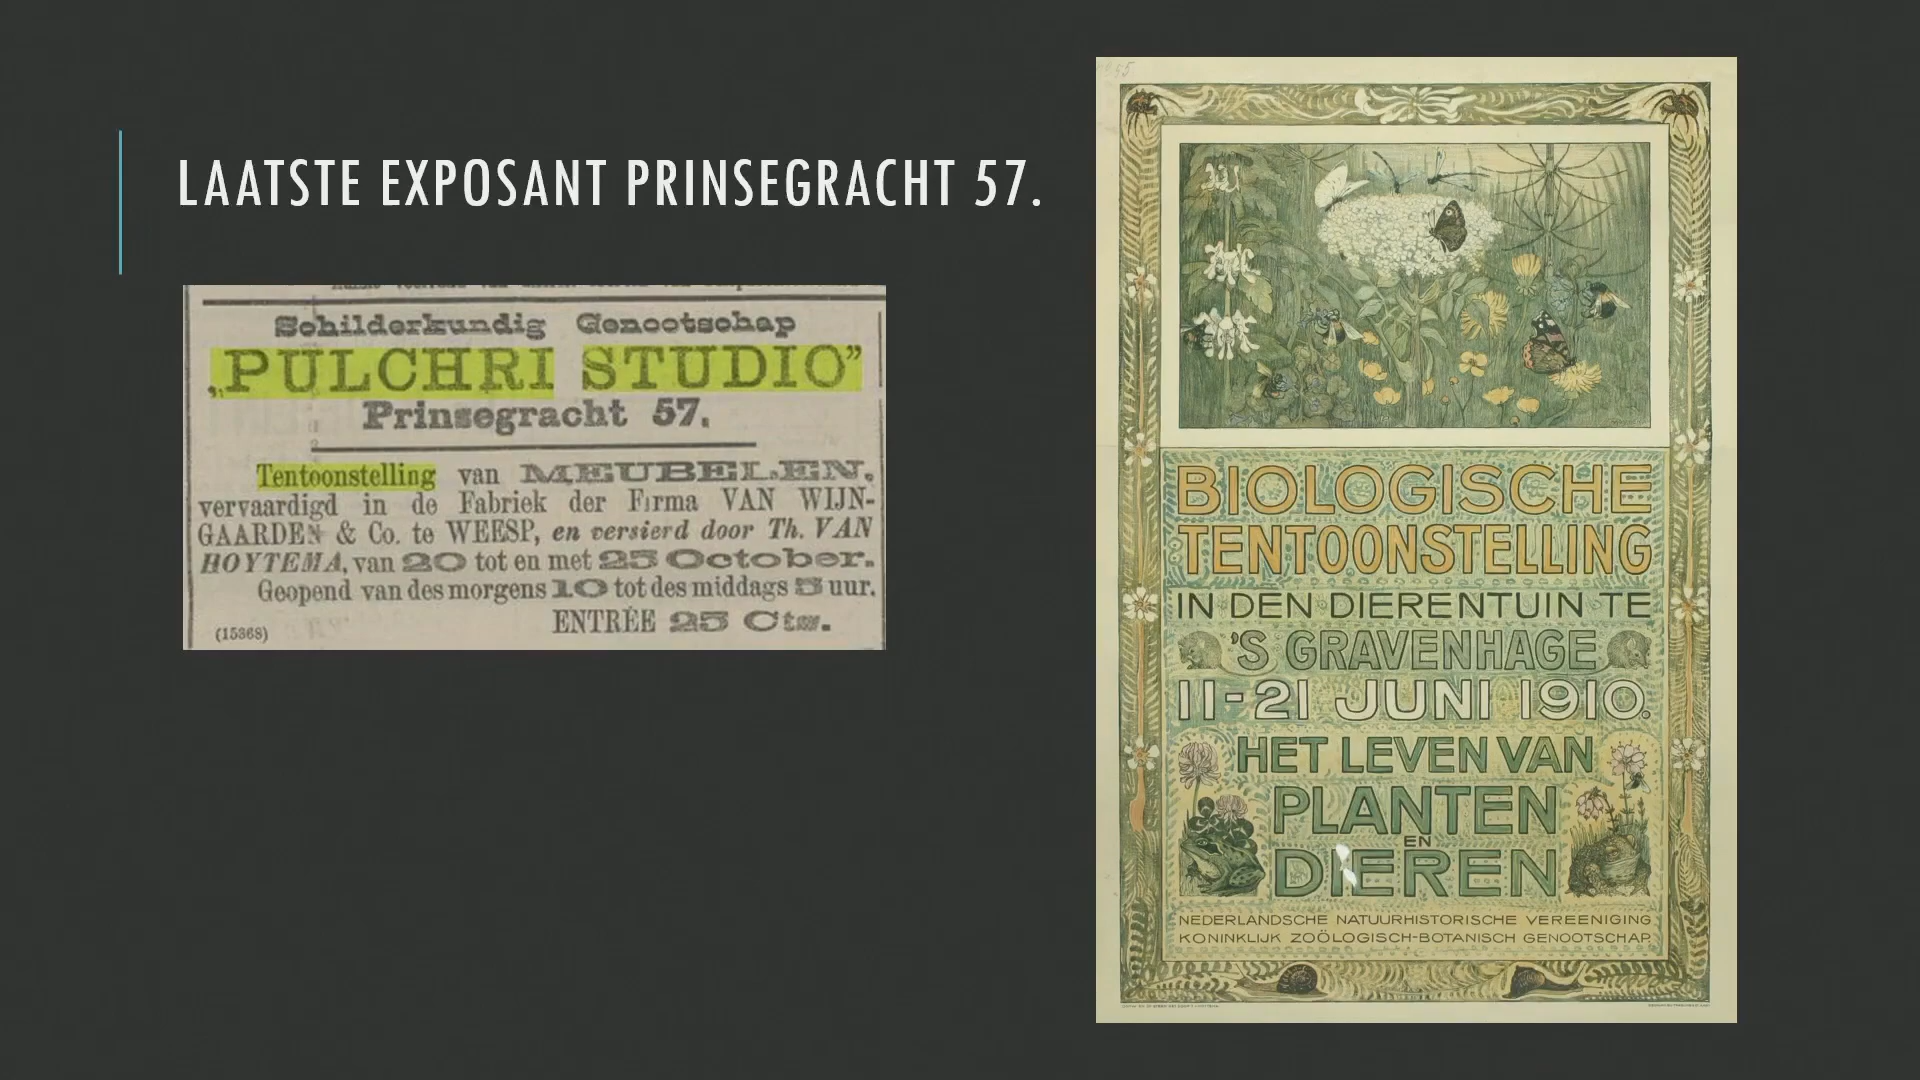 LAATSTE EXPOSANT PRINSEGRACHT 57.
Schilderkundig Genootschap
„PULCHRI STUDIO”
Prinsegracht 57.
Tentoonstelling van MEUBELEN,
vervaardigd in de Fabriek der Firma VAN WIJN-
GAARDEN & Co. te WEESP, en versierd door Th. VAN
HOYTEMA, van 20 tot en met 25 October.
Geopend van des morgens 10 tot des middags 5 uur.
ENTRÉE 25 Cts.
(15368)
BIOLOGISCHE
TENTOONSTELLING
IN DEN DIERENTUIN TE
'S GRAVENHAGE
11-21 JUNI 1910.
HET LEVEN VAN
PLANTEN
EN
DIEREN
NEDERLANDSCHE NATUURHISTORISCHE VEREENIGING
KONINKLIJK ZOÖLOGISCH-BOTANISCH GENOOTSCHAP.